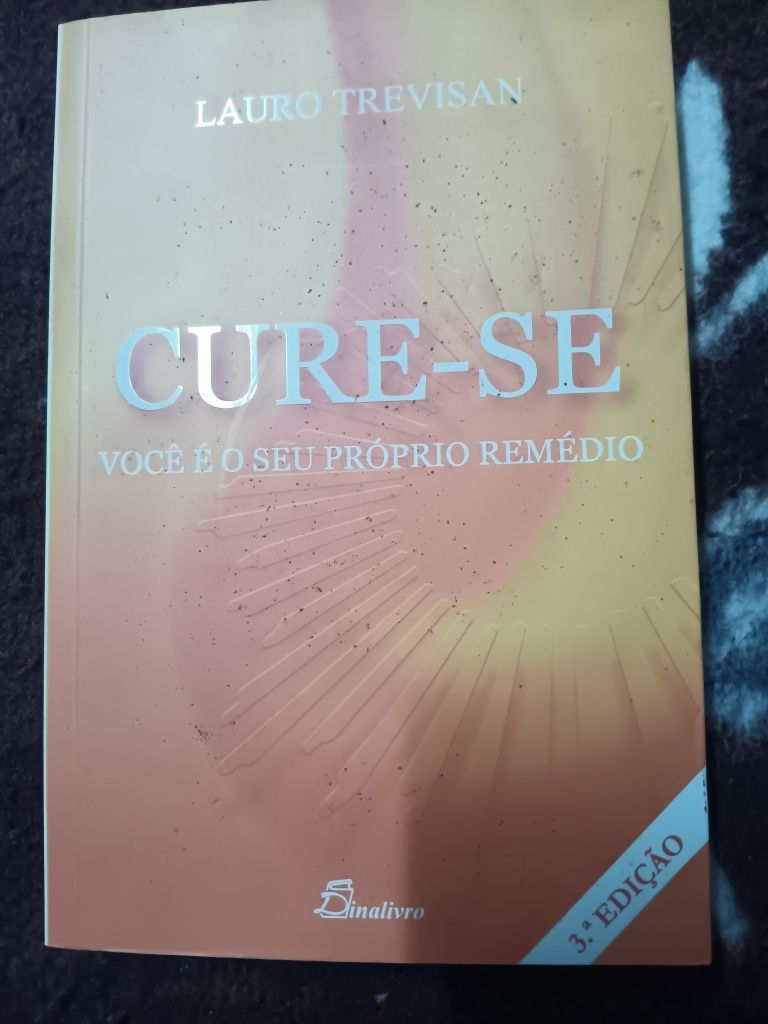 LAURO TREVISAN
CURE-SE
VOCÊ É O SEU PRÓPRIO REMÉDIO
Dinalivro
3.ª EDIÇÃO